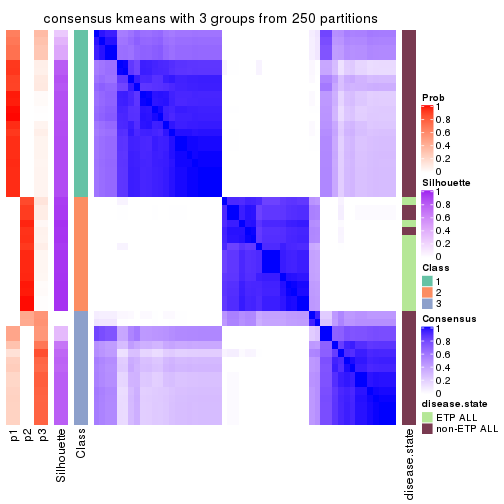 consensus kmeans with 3 groups from 250 partitions
Prob
1
0.8
0.6
0.4
0.2
0
Silhouette
1
0.8
0.6
0.4
0.2
0
Class
1
2
3
Consensus
1
0.8
0.6
0.4
0.2
0
disease.state
ETP ALL
non-ETP ALL
p1
p2
p3
Silhouette
Class
disease.state